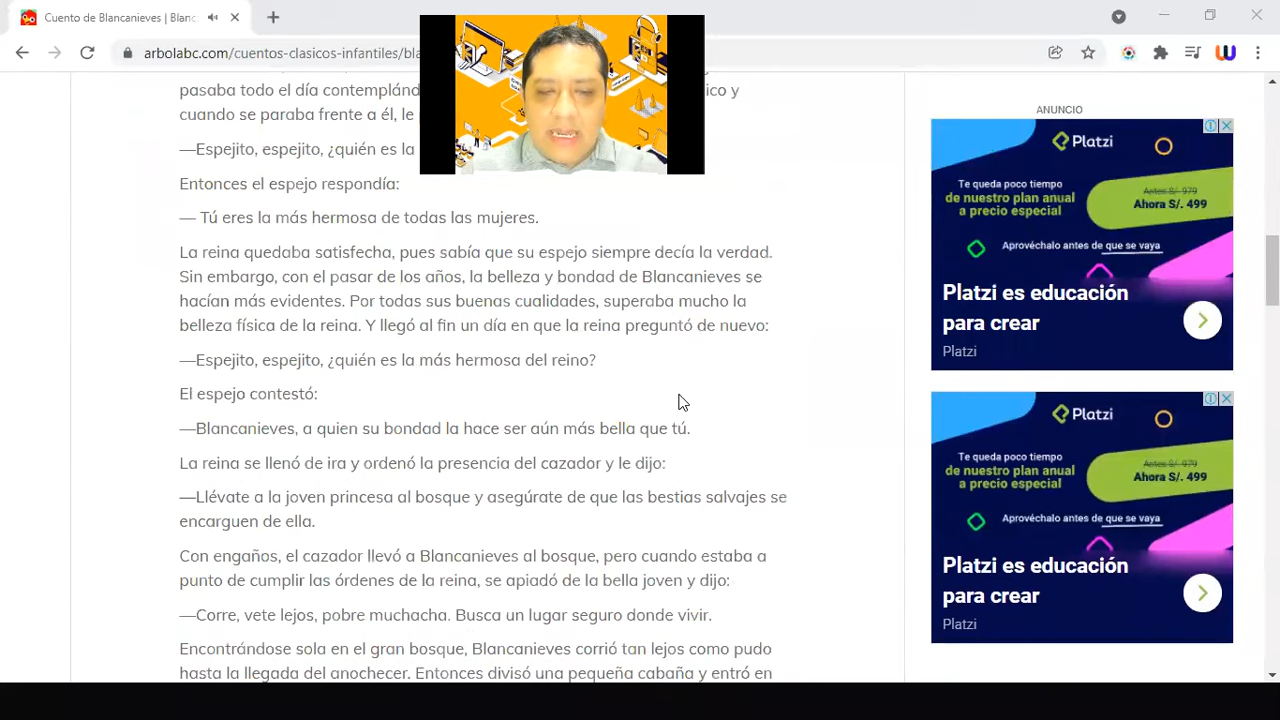 Cuento de Blancanieves | Blanc
arbolabc.com/cuentos-clasicos-infantiles/bla
pasaba todo el día contemplánd
ico y
cuando se paraba frente a él, le
—Espejito, espejito, ¿quién es la
Entonces el espejo respondía:
— Tú eres la más hermosa de todas las mujeres.
La reina quedaba satisfecha, pues sabía que su espejo siempre decía la verdad.
Sin embargo, con el pasar de los años, la belleza y bondad de Blancanieves se
hacían más evidentes. Por todas sus buenas cualidades, superaba mucho la
belleza física de la reina. Y llegó al fin un día en que la reina preguntó de nuevo:
—Espejito, espejito, ¿quién es la más hermosa del reino?
El espejo contestó:
—Blancanieves, a quien su bondad la hace ser aún más bella que tú.
La reina se llenó de ira y ordenó la presencia del cazador y le dijo:
—Llévate a la joven princesa al bosque y asegúrate de que las bestias salvajes se
encarguen de ella.
Con engaños, el cazador llevó a Blancanieves al bosque, pero cuando estaba a
punto de cumplir las órdenes de la reina, se apiadó de la bella joven y dijo:
—Corre, vete lejos, pobre muchacha. Busca un lugar seguro donde vivir.
Encontrándose sola en el gran bosque, Blancanieves corrió tan lejos como pudo
hasta la llegada del anochecer. Entonces divisó una pequeña cabaña y entró en
ANUNCIO
Platzi
Te queda poco tiempo
de nuestro plan anual
a precio especial
Antes S/. 979
Ahora S/. 499
Aprovéchalo antes de que se vaya
Platzi es educación
para crear
Platzi
Platzi
Te queda poco tiempo
de nuestro plan anual
a precio especial
Antes S/. 979
Ahora S/. 499
Aprovéchalo antes de que se vaya
Platzi es educación
para crear
Platzi